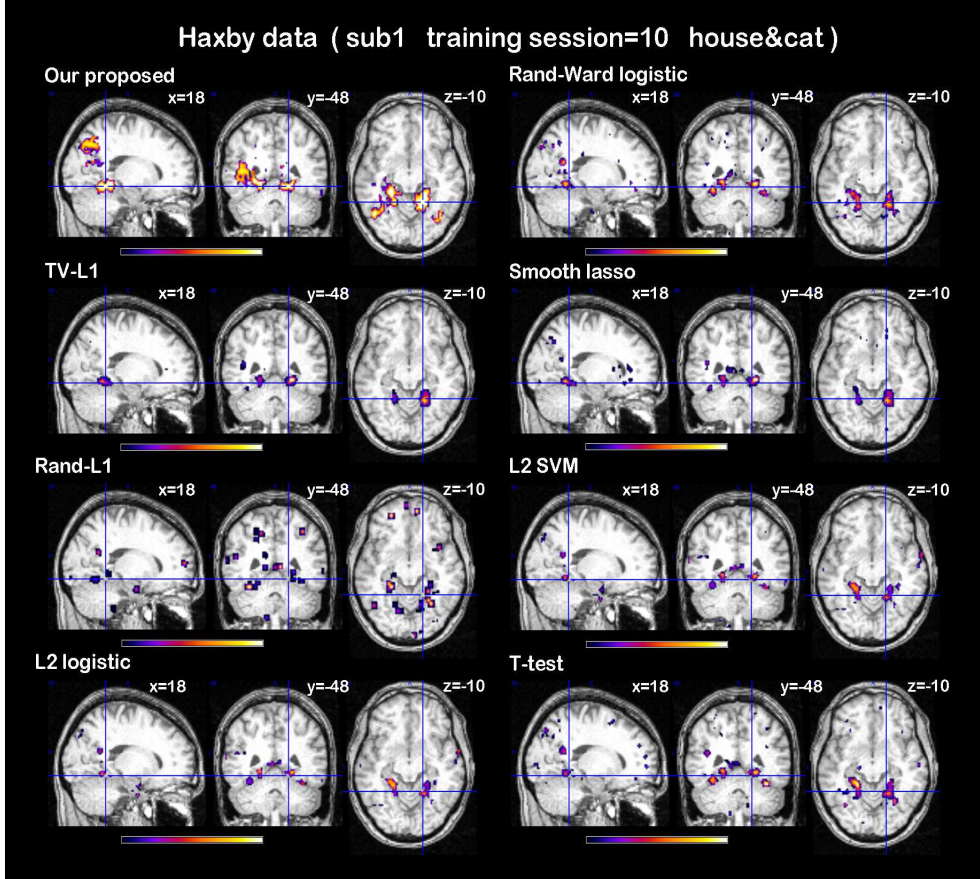 Haxby data ( sub1 training session=10 house&cat )
Our proposed
x=18 y=-48 z=-10
Rand-Ward logistic
x=18 y=-48 z=-10
TV-L1
x=18 y=-48 z=-10
Smooth lasso
x=18 y=-48 z=-10
Rand-L1
x=18 y=-48 z=-10
L2 SVM
x=18 y=-48 z=-10
L2 logistic
x=18 y=-48 z=-10
T-test
x=18 y=-48 z=-10